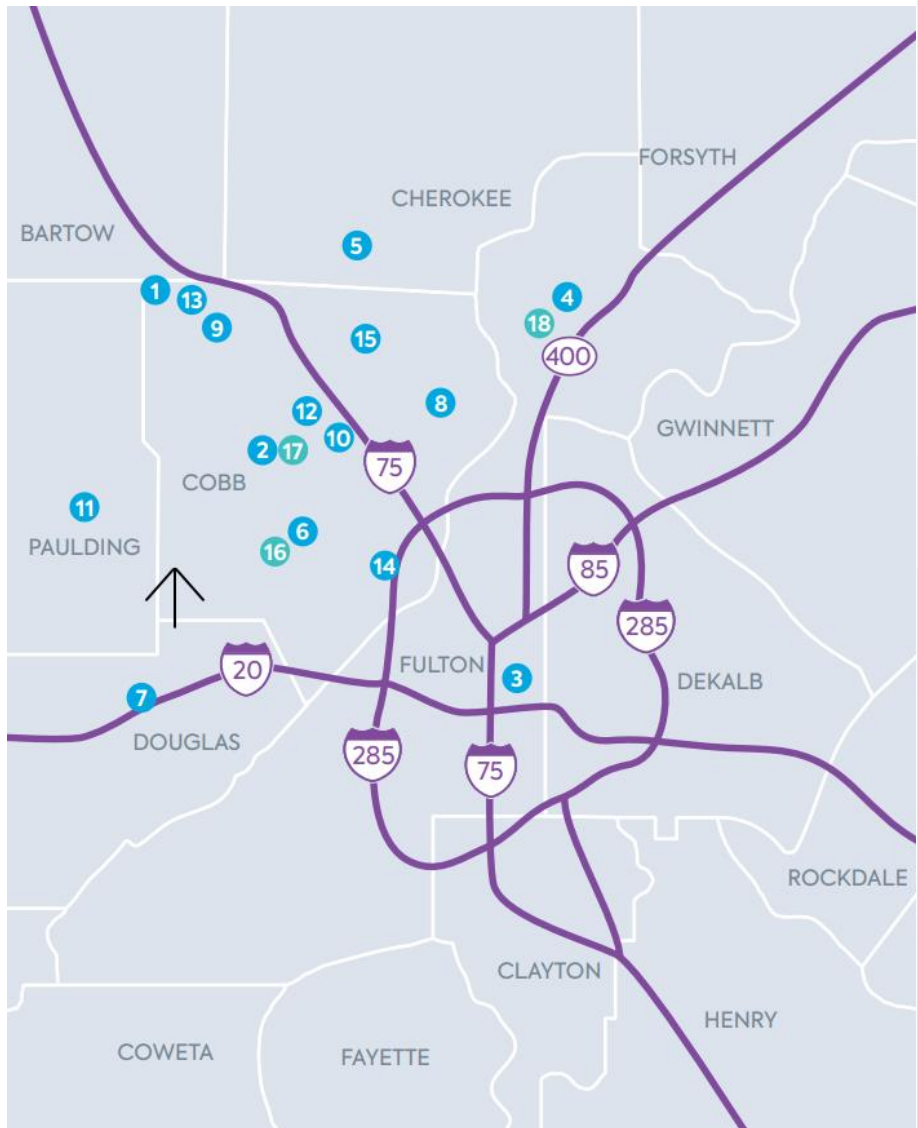 FORSYTH
CHEROKEE
BARTOW
5
1
13
4
9
18
15
400
8
12
GWINNETT
10
2
17
75
COBB
11
6
PAULDING
16
14
85
285
20
FULTON
3
DEKALB
7
DOUGLAS
285
75
ROCKDALE
CLAYTON
HENRY
COWETA
FAYETTE